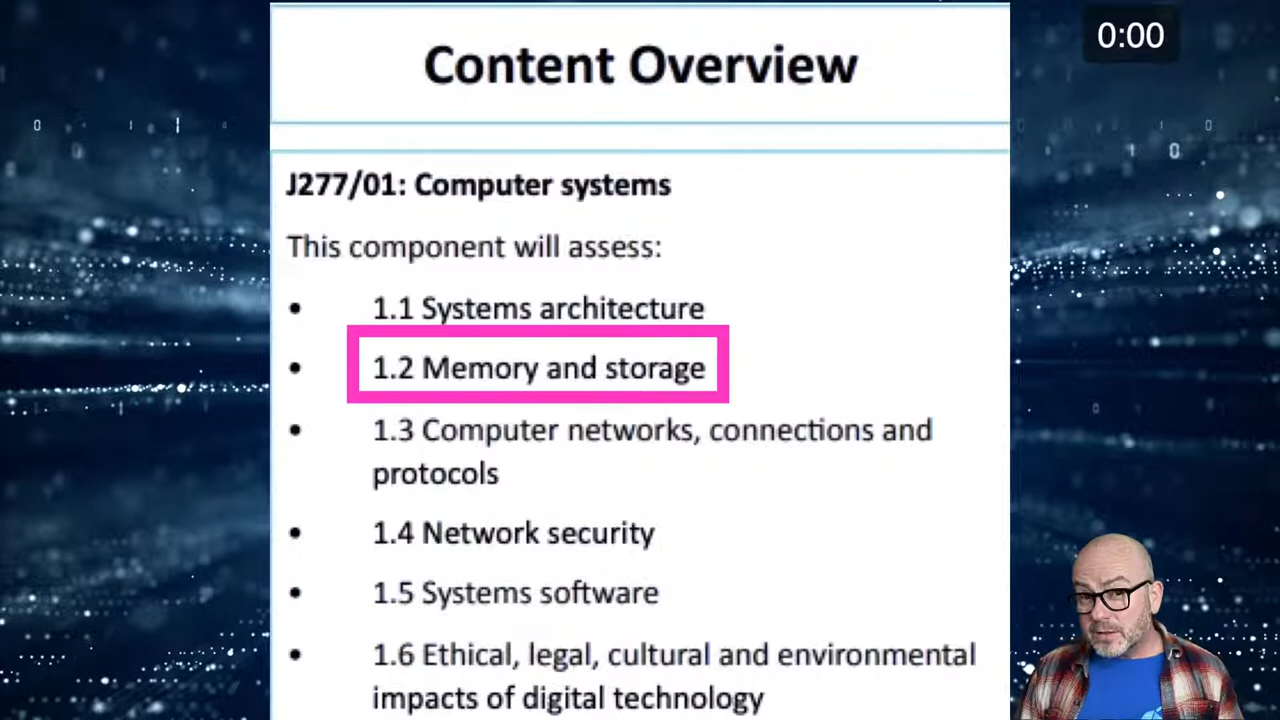 Content Overview
0:00
J277/01: Computer systems
This component will assess:
• 1.1 Systems architecture
• 1.2 Memory and storage
• 1.3 Computer networks, connections and
protocols
• 1.4 Network security
• 1.5 Systems software
• 1.6 Ethical, legal, cultural and environmental
impacts of digital technology